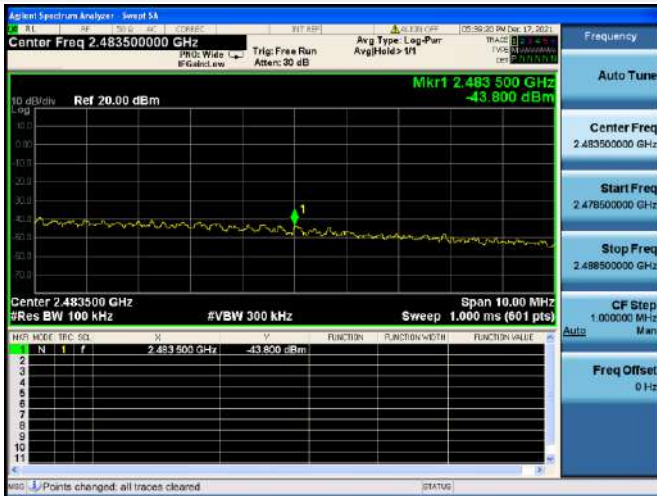 Agilent Spectrum Analyzer - Swept SA
RL RF 50 Ω AC CORREC INT REF ALIGN OFF 05:39:20 PM Dec 17, 2021
Center Freq 2.483500000 GHz
PNO: Wide
IFGain:Low
Trig: Free Run
Atten: 30 dB
Avg Type: Log-Pwr
Avg|Hold>1/1
TRACE 1 2 3 4 5 6
TYPE M
DET P N N N N N
Mkr1 2.483 500 GHz
-43.800 dBm
10 dB/div Ref 20.00 dBm
Log
10.0
0.00
-10.0
-20.0
-30.0
-40.0
-50.0
-60.0
-70.0
1
Center 2.483500 GHz
Span 10.00 MHz
#Res BW 100 kHz
#VBW 300 kHz
Sweep 1.000 ms (601 pts)
MKR MODE TRC SCL X Y FUNCTION FUNCTION WIDTH FUNCTION VALUE
1 N 1 f 2.483 500 GHz -43.800 dBm
2
3
4
5
6
7
8
9
10
11
MSG Points changed; all traces cleared STATUS
Frequency
Auto Tune
Center Freq
2.483500000 GHz
Start Freq
2.478500000 GHz
Stop Freq
2.488500000 GHz
CF Step
1.000000 MHz
Auto Man
Freq Offset
0 Hz